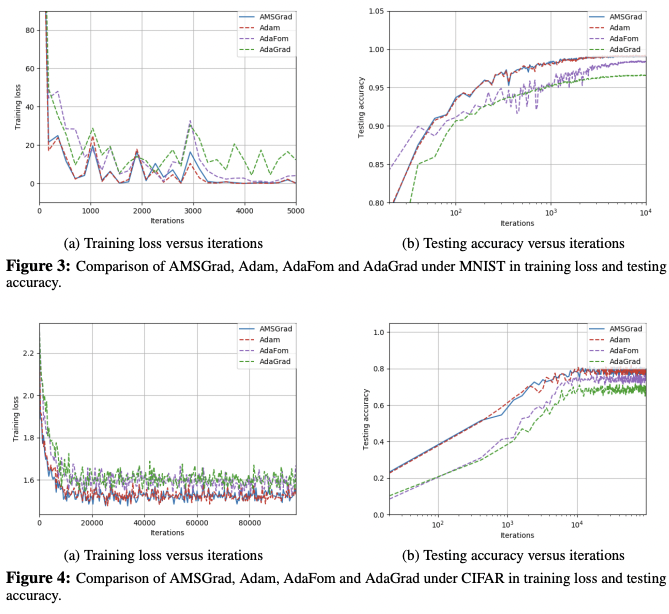 AMSGrad
Adam
AdaFom
AdaGrad
80
60
40
20
0
Training loss
0 1000 2000 3000 4000 5000
Iterations
(a) Training loss versus iterations
AMSGrad
Adam
AdaFom
AdaGrad
1.05
1.00
0.95
0.90
0.85
0.80
Testing accuracy
10² 10³ 10⁴
Iterations
(b) Testing accuracy versus iterations
Figure 3: Comparison of AMSGrad, Adam, AdaFom and AdaGrad under MNIST in training loss and testing
accuracy.
AMSGrad
Adam
AdaFom
AdaGrad
2.2
2.0
1.8
1.6
Training loss
0 20000 40000 60000 80000
Iterations
(a) Training loss versus iterations
AMSGrad
Adam
AdaFom
AdaGrad
1.0
0.8
0.6
0.4
0.2
0.0
Testing accuracy
10² 10³ 10⁴
Iterations
(b) Testing accuracy versus iterations
Figure 4: Comparison of AMSGrad, Adam, AdaFom and AdaGrad under CIFAR in training loss and testing
accuracy.